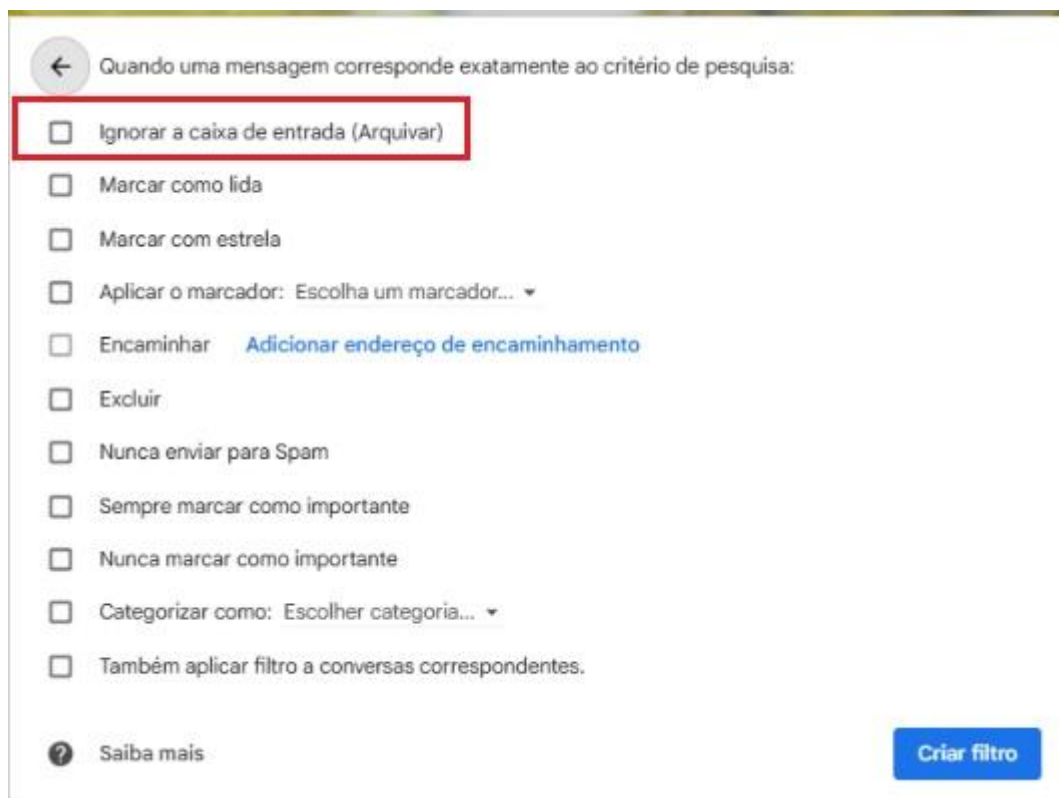 Quando uma mensagem corresponde exatamente ao critério de pesquisa:
Ignorar a caixa de entrada (Arquivar)
Marcar como lida
Marcar com estrela
Aplicar o marcador: Escolha um marcador...
Encaminhar Adicionar endereço de encaminhamento
Excluir
Nunca enviar para Spam
Sempre marcar como importante
Nunca marcar como importante
Categorizar como: Escolher categoria...
Também aplicar filtro a conversas correspondentes.
? Saiba mais Criar filtro